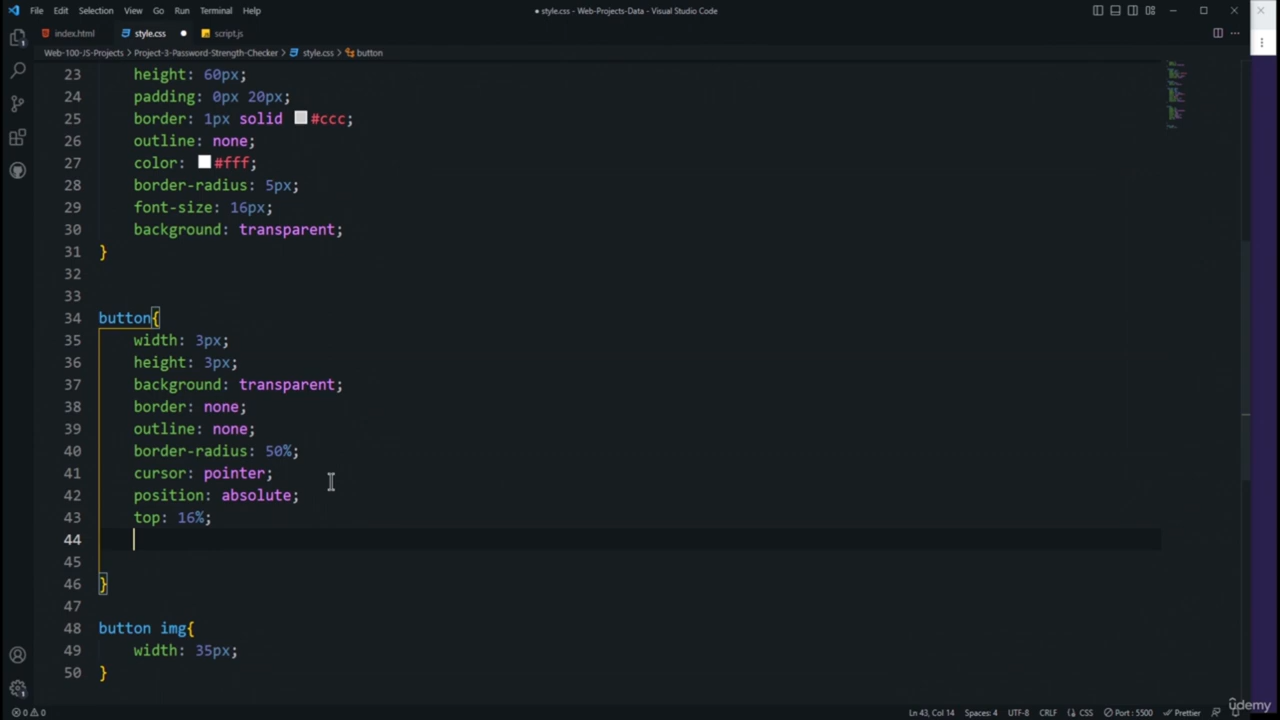 File Edit Selection View Go Run Terminal Help ● style.css - Web-Projects-Data - Visual Studio Code
index.html style.css ● script.js
Web-100-JS-Projects > Project-3-Password-Strength-Checker > style.css > button
23 height: 60px;
24 padding: 0px 20px;
25 border: 1px solid #ccc;
26 outline: none;
27 color: #fff;
28 border-radius: 5px;
29 font-size: 16px;
30 background: transparent;
31 }
32
33
34 button{
35 width: 3px;
36 height: 3px;
37 background: transparent;
38 border: none;
39 outline: none;
40 border-radius: 50%;
41 cursor: pointer;
42 position: absolute;
43 top: 16%;
44
45
46 }
47
48 button img{
49 width: 35px;
50 }
0 0 Ln 43, Col 14 Spaces: 4 UTF-8 CRLF CSS Port : 5500 Prettier
udemy